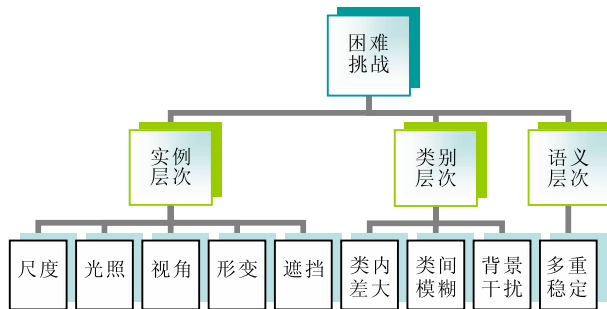 困难
挑战
实例
层次
类别
层次
语义
层次
尺度
光照
视角
形变
遮挡
类内
差大
类间
模糊
背景
干扰
多重
稳定